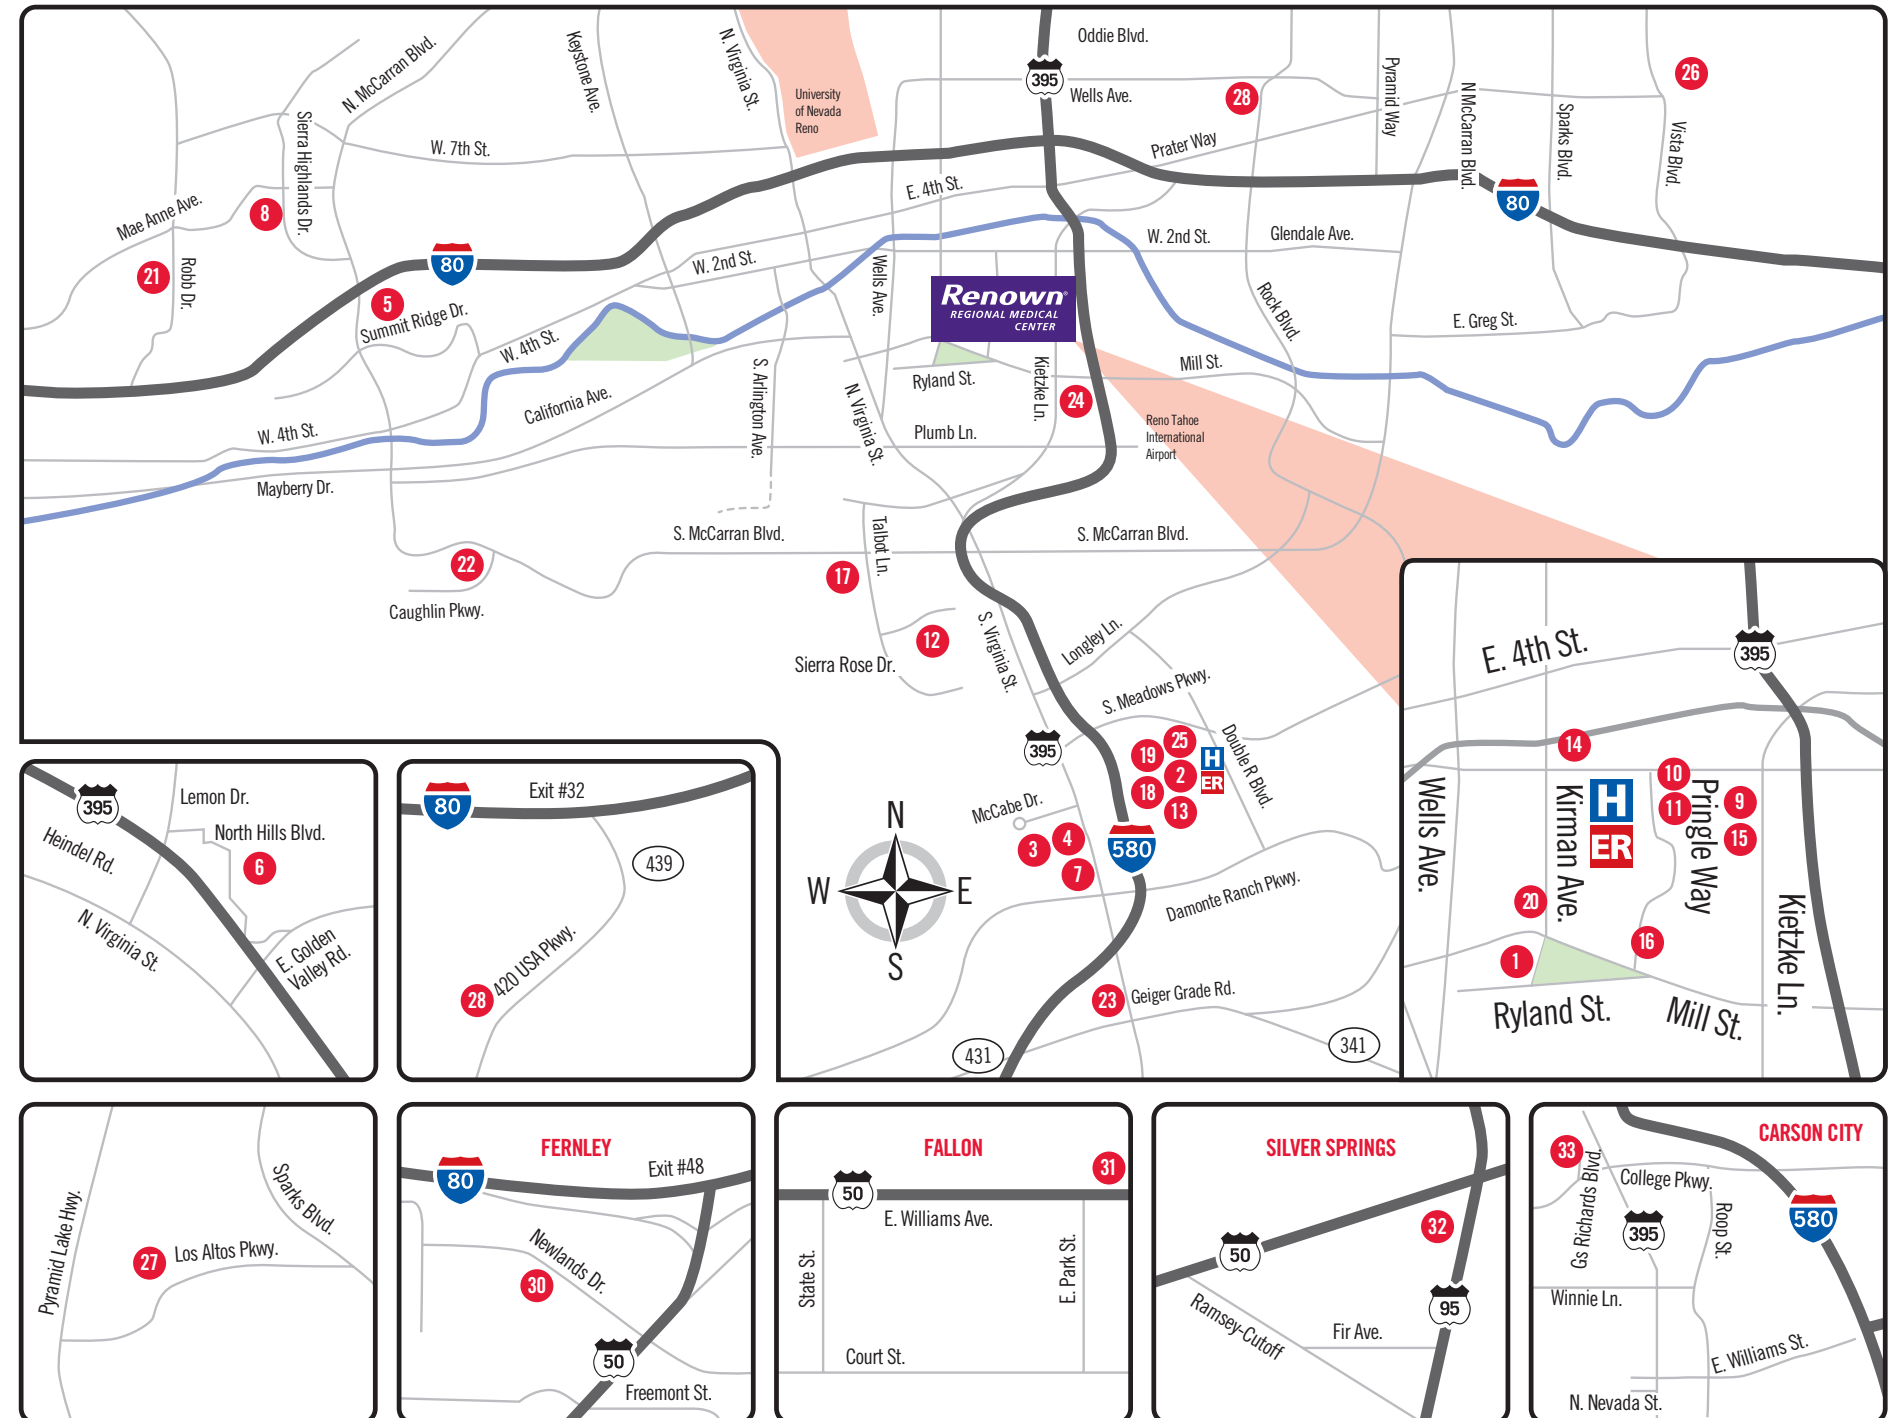 Oddie Blvd.
395
Wells Ave.
N. McCarran Blvd.
Keystone Ave.
N. Virginia St.
University
of Nevada
Reno
28
Pyramid Way
N McCarran Blvd.
Sparks Blvd.
26
Vista Blvd.
Sierra Highlands Dr.
W. 7th St.
Prater Way
E. 4th St.
80
Mae Anne Ave.
8
21
Robb Dr.
80
5
Summit Ridge Dr.
W. 2nd St.
W. 2nd St.
Glendale Ave.
Wells Ave.
Renown®
REGIONAL MEDICAL
CENTER
Rock Blvd.
E. Greg St.
W. 4th St.
S. Arlington Ave.
N. Virginia St.
Ryland St.
Kietzke Ln.
24
Mill St.
California Ave.
W. 4th St.
Plumb Ln.
Reno Tahoe
International
Airport
Mayberry Dr.
S. McCarran Blvd.
Talbot Ln.
S. McCarran Blvd.
22
Caughlin Pkwy.
17
12
Sierra Rose Dr.
S. Virginia St.
Longley Ln.
S. Meadows Pkwy.
395
25
19
2
18
13
H
ER
Double R Blvd.
McCabe Dr.
3
4
7
580
Damonte Ranch Pkwy.
N
W
E
S
23
Geiger Grade Rd.
431
341
E. 4th St.
395
14
10
11
Pringle Way
9
15
Wells Ave.
Kirman Ave.
H
ER
20
16
1
Kietzke Ln.
Ryland St.
Mill St.
395
Lemon Dr.
North Hills Blvd.
Heindel Rd.
6
N. Virginia St.
E. Golden
Valley Rd.
80
Exit #32
439
28
420 USA Pkwy.
Pyramid Lake Hwy.
Sparks Blvd.
27
Los Altos Pkwy.
FERNLEY
80
Exit #48
Newlands Dr.
30
50
Freemont St.
FALLON
31
50
E. Williams Ave.
State St.
E. Park St.
Court St.
SILVER SPRINGS
32
50
95
Ramsey-Cutoff
Fir Ave.
CARSON CITY
33
Gs Richards Blvd.
College Pkwy.
395
Roop St.
580
Winnie Ln.
E. Williams St.
N. Nevada St.